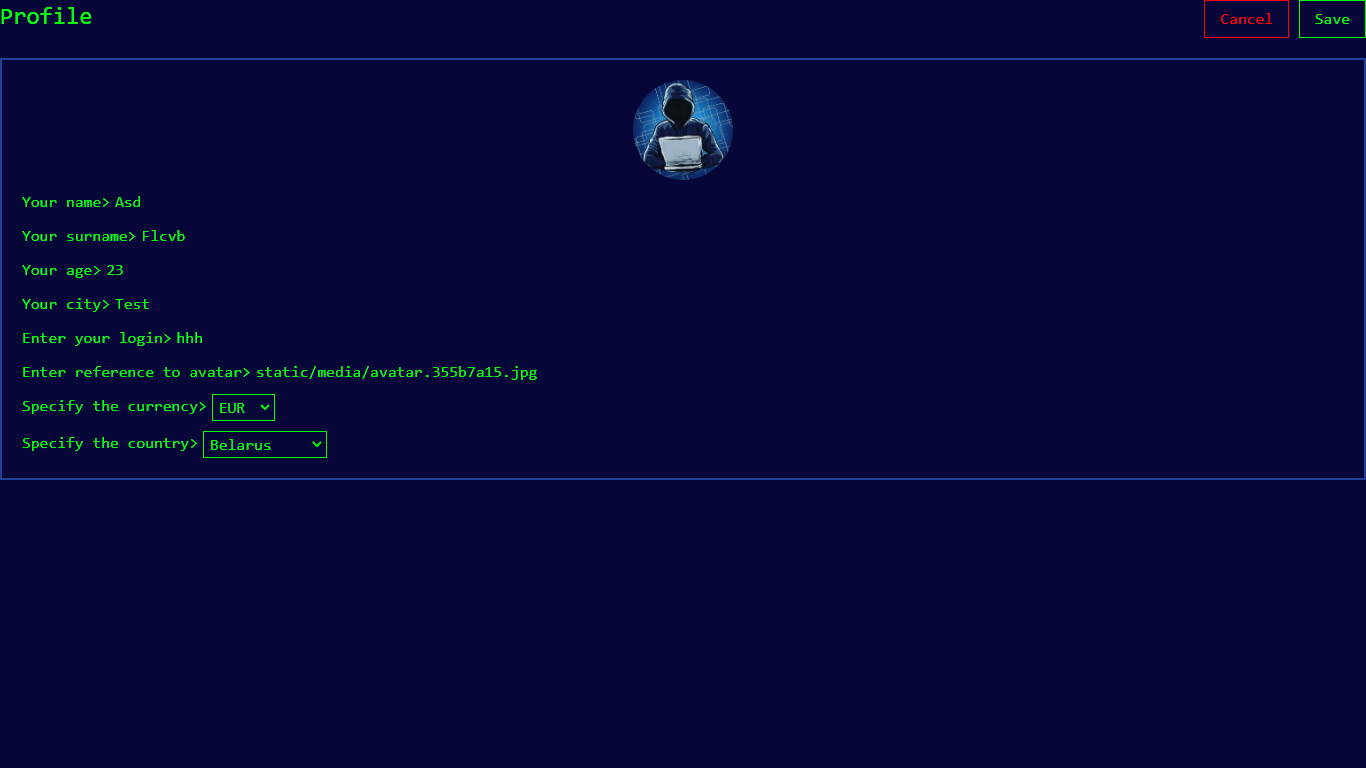 Profile
Cancel
Save
Your name> Asd
Your surname> Flcvb
Your age> 23
Your city> Test
Enter your login> hhh
Enter reference to avatar> static/media/avatar.355b7a15.jpg
Specify the currency> EUR
Specify the country> Belarus